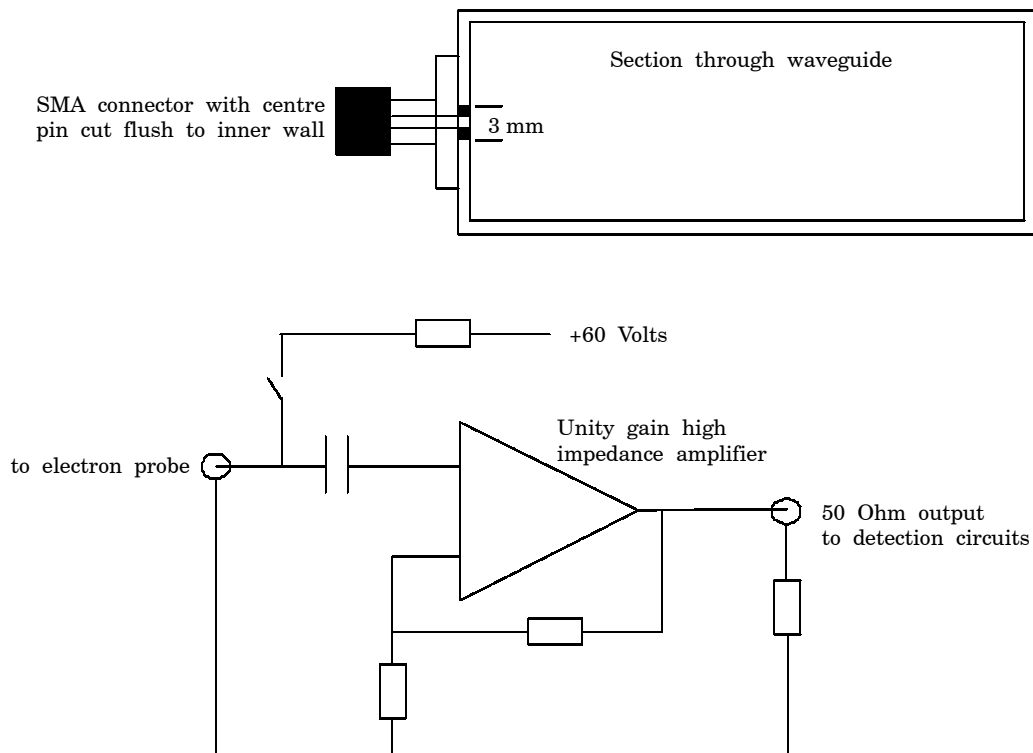 Section through waveguide
SMA connector with centre
pin cut flush to inner wall
3 mm
+60 Volts
Unity gain high
impedance amplifier
to electron probe
50 Ohm output
to detection circuits